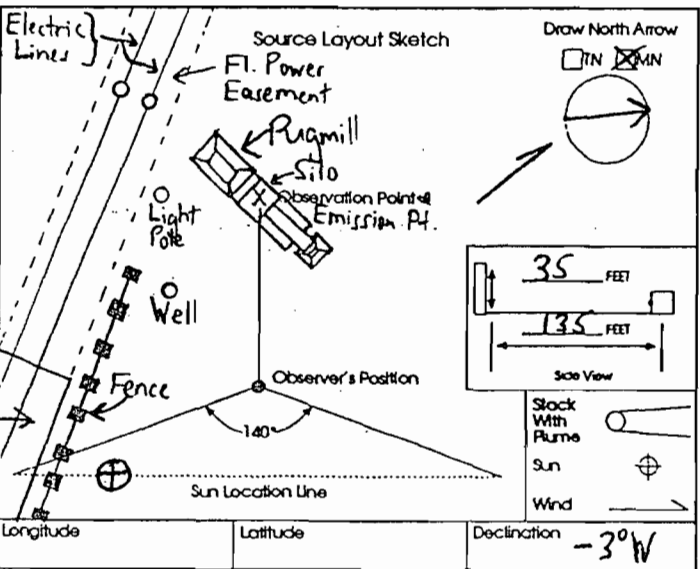 Electric
Lines
Source Layout Sketch
Draw North Arrow
TN MN
Fl. Power
Easement
Pugmill
Silo
Observation Point
Emission Pt.
Light
Pole
Well
35 FEET
135 FEET
Side View
Observer's Position
Fence
140°
Sun Location Line
Stack
With
Plume
Sun
Wind
Longitude
Latitude
Declination -3°W